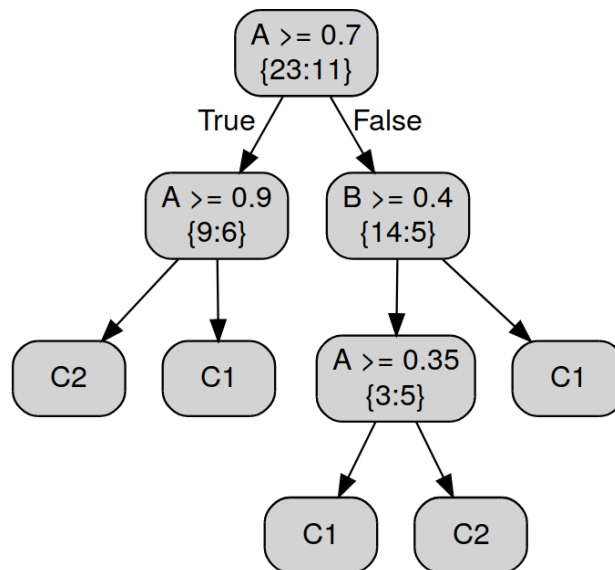 A >= 0.7
{23:11}
True
False
A >= 0.9
{9:6}
B >= 0.4
{14:5}
C2
C1
A >= 0.35
{3:5}
C1
C1
C2